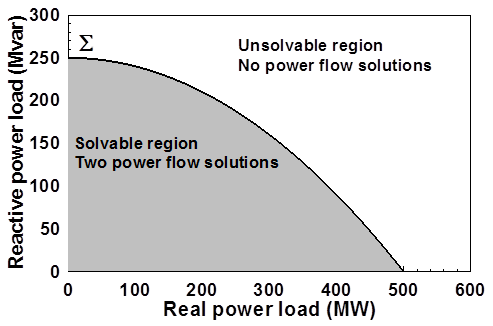 300
250
200
150
100
50
0
Reactive power load (Mvar)
Σ
Unsolvable region
No power flow solutions
Solvable region
Two power flow solutions
0 100 200 300 400 500 600
Real power load (MW)